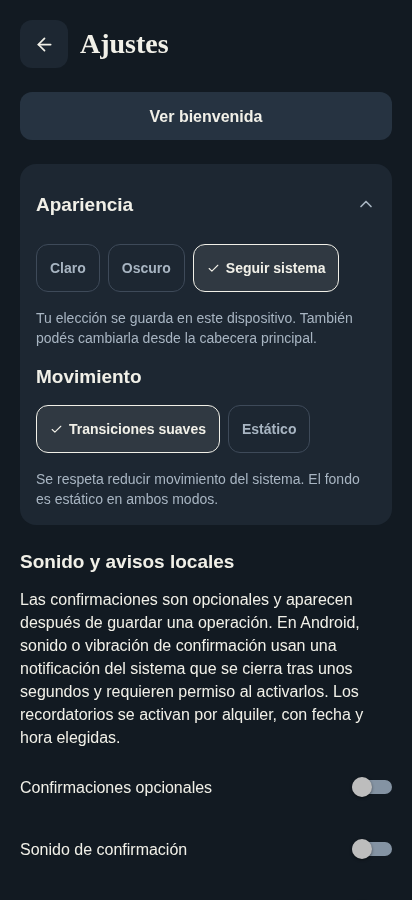 Ajustes
Ver bienvenida
Apariencia
Claro
Oscuro
Seguir sistema
Tu elección se guarda en este dispositivo. También
podés cambiarla desde la cabecera principal.
Movimiento
Transiciones suaves
Estático
Se respeta reducir movimiento del sistema. El fondo
es estático en ambos modos.
Sonido y avisos locales
Las confirmaciones son opcionales y aparecen
después de guardar una operación. En Android,
sonido o vibración de confirmación usan una
notificación del sistema que se cierra tras unos
segundos y requieren permiso al activarlos. Los
recordatorios se activan por alquiler, con fecha y
hora elegidas.
Confirmaciones opcionales
Sonido de confirmación